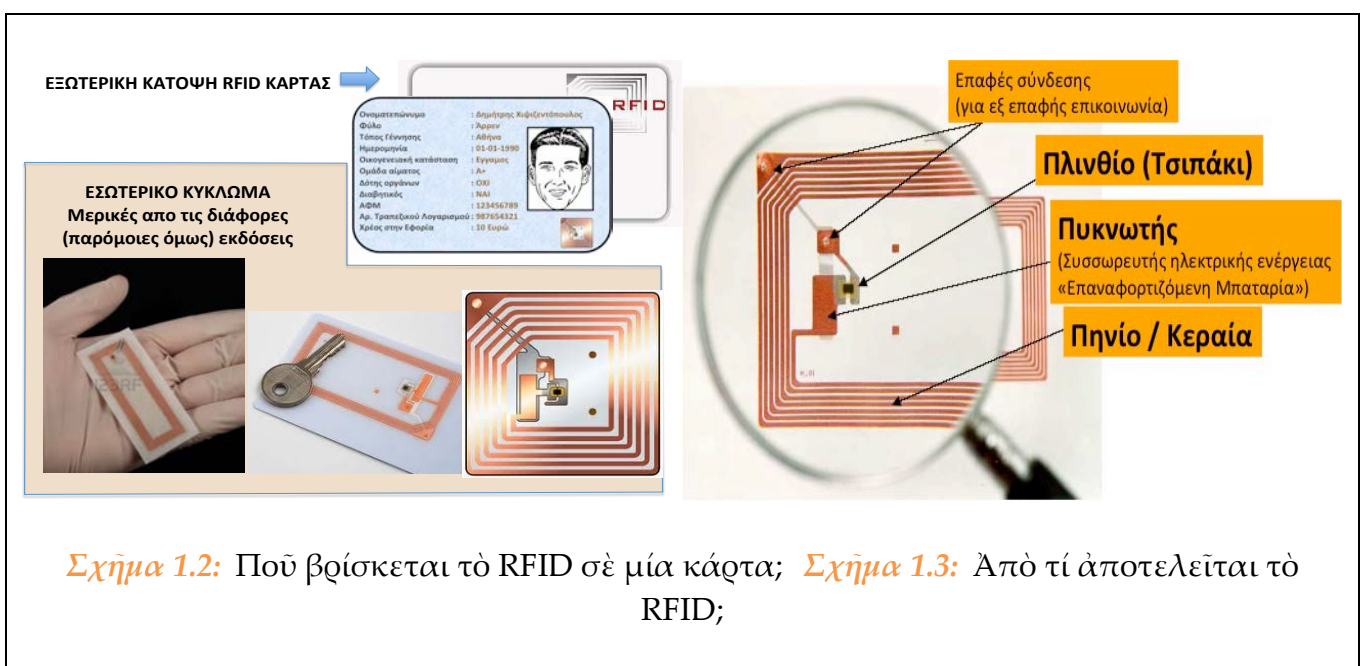 ΕΞΩΤΕΡΙΚΗ ΚΑΤΟΨΗ RFID ΚΑΡΤΑΣ
RFID
Ονοματεπώνυμο : Δημήτρης Χιψιζεντόπουλος
Φύλο : Άρρεν
Τόπος Γέννησης : Αθήνα
Ημερομηνία : 01-01-1990
Οικογενειακή κατάσταση : Εγγαμος
Ομάδα αίματος : Α+
Δότης οργάνων : ΟΧΙ
Διαβητικός : ΝΑΙ
ΑΦΜ : 123456789
Αρ. Τραπεζικού Λογαρισμού : 987654321
Χρέος στην Εφορία : 10 Ευρώ
ΕΣΩΤΕΡΙΚΟ ΚΥΚΛΩΜΑ
Μερικές απο τις διάφορες
(παρόμοιες όμως) εκδόσεις
Επαφές σύνδεσης
(για εξ επαφής επικοινωνία)
Πλινθίο (Τσιπάκι)
Πυκνωτής
(Συσσωρευτής ηλεκτρικής ενέργειας
«Επαναφορτιζόμενη Μπαταρία»)
Πηνίο / Κεραία
Σχῆμα 1.2: Ποῦ βρίσκεται τὸ RFID σὲ μία κάρτα; Σχῆμα 1.3: Ἀπὸ τί ἀποτελεῖται τὸ
RFID;